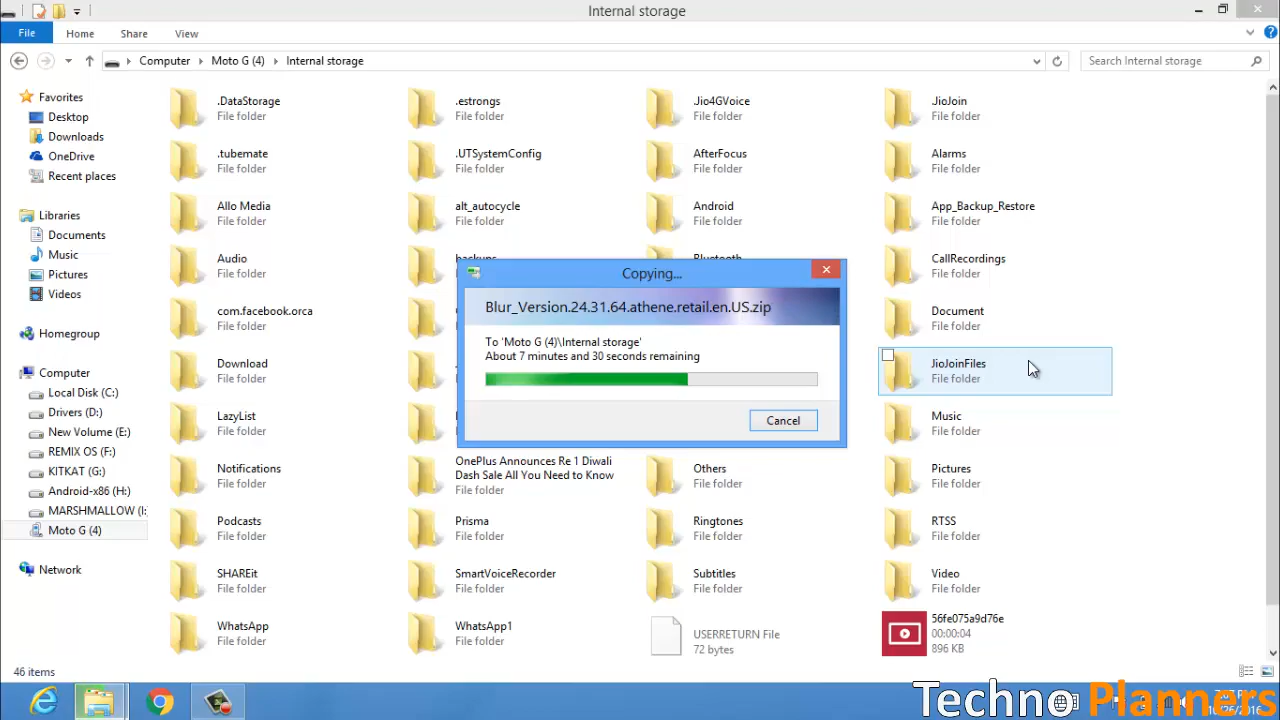 Internal storage
File Home Share View
Computer Moto G (4) Internal storage
Search Internal storage
Favorites
Desktop
Downloads
OneDrive
Recent places
Libraries
Documents
Music
Pictures
Videos
Homegroup
Computer
Local Disk (C:)
Drivers (D:)
New Volume (E:)
REMIX OS (F:)
KITKAT (G:)
Android-x86 (H:)
MARSHMALLOW (I:
Moto G (4)
Network
.DataStorage
File folder
.estrongs
File folder
.Jio4GVoice
File folder
.JioJoin
File folder
.tubemate
File folder
.UTSystemConfig
File folder
AfterFocus
File folder
Alarms
File folder
Allo Media
File folder
alt_autocycle
File folder
Android
File folder
App_Backup_Restore
File folder
Audio
File folder
backups
Bluetooth
CallRecordings
File folder
com.facebook.orca
File folder
Document
File folder
Download
File folder
JioJoinFiles
File folder
LazyList
File folder
Music
File folder
Notifications
File folder
OnePlus Announces Re 1 Diwali
Dash Sale All You Need to Know
File folder
Others
File folder
Pictures
File folder
Podcasts
File folder
Prisma
File folder
Ringtones
File folder
RTSS
File folder
SHAREit
File folder
SmartVoiceRecorder
File folder
Subtitles
File folder
Video
File folder
WhatsApp
File folder
WhatsApp1
File folder
USERRETURN File
72 bytes
56fe075a9d76e
00:00:04
896 KB
Copying...
Blur_Version.24.31.64.athene.retail.en.US.zip
To 'Moto G (4)\Internal storage'
About 7 minutes and 30 seconds remaining
Cancel
46 items
Techno Planners